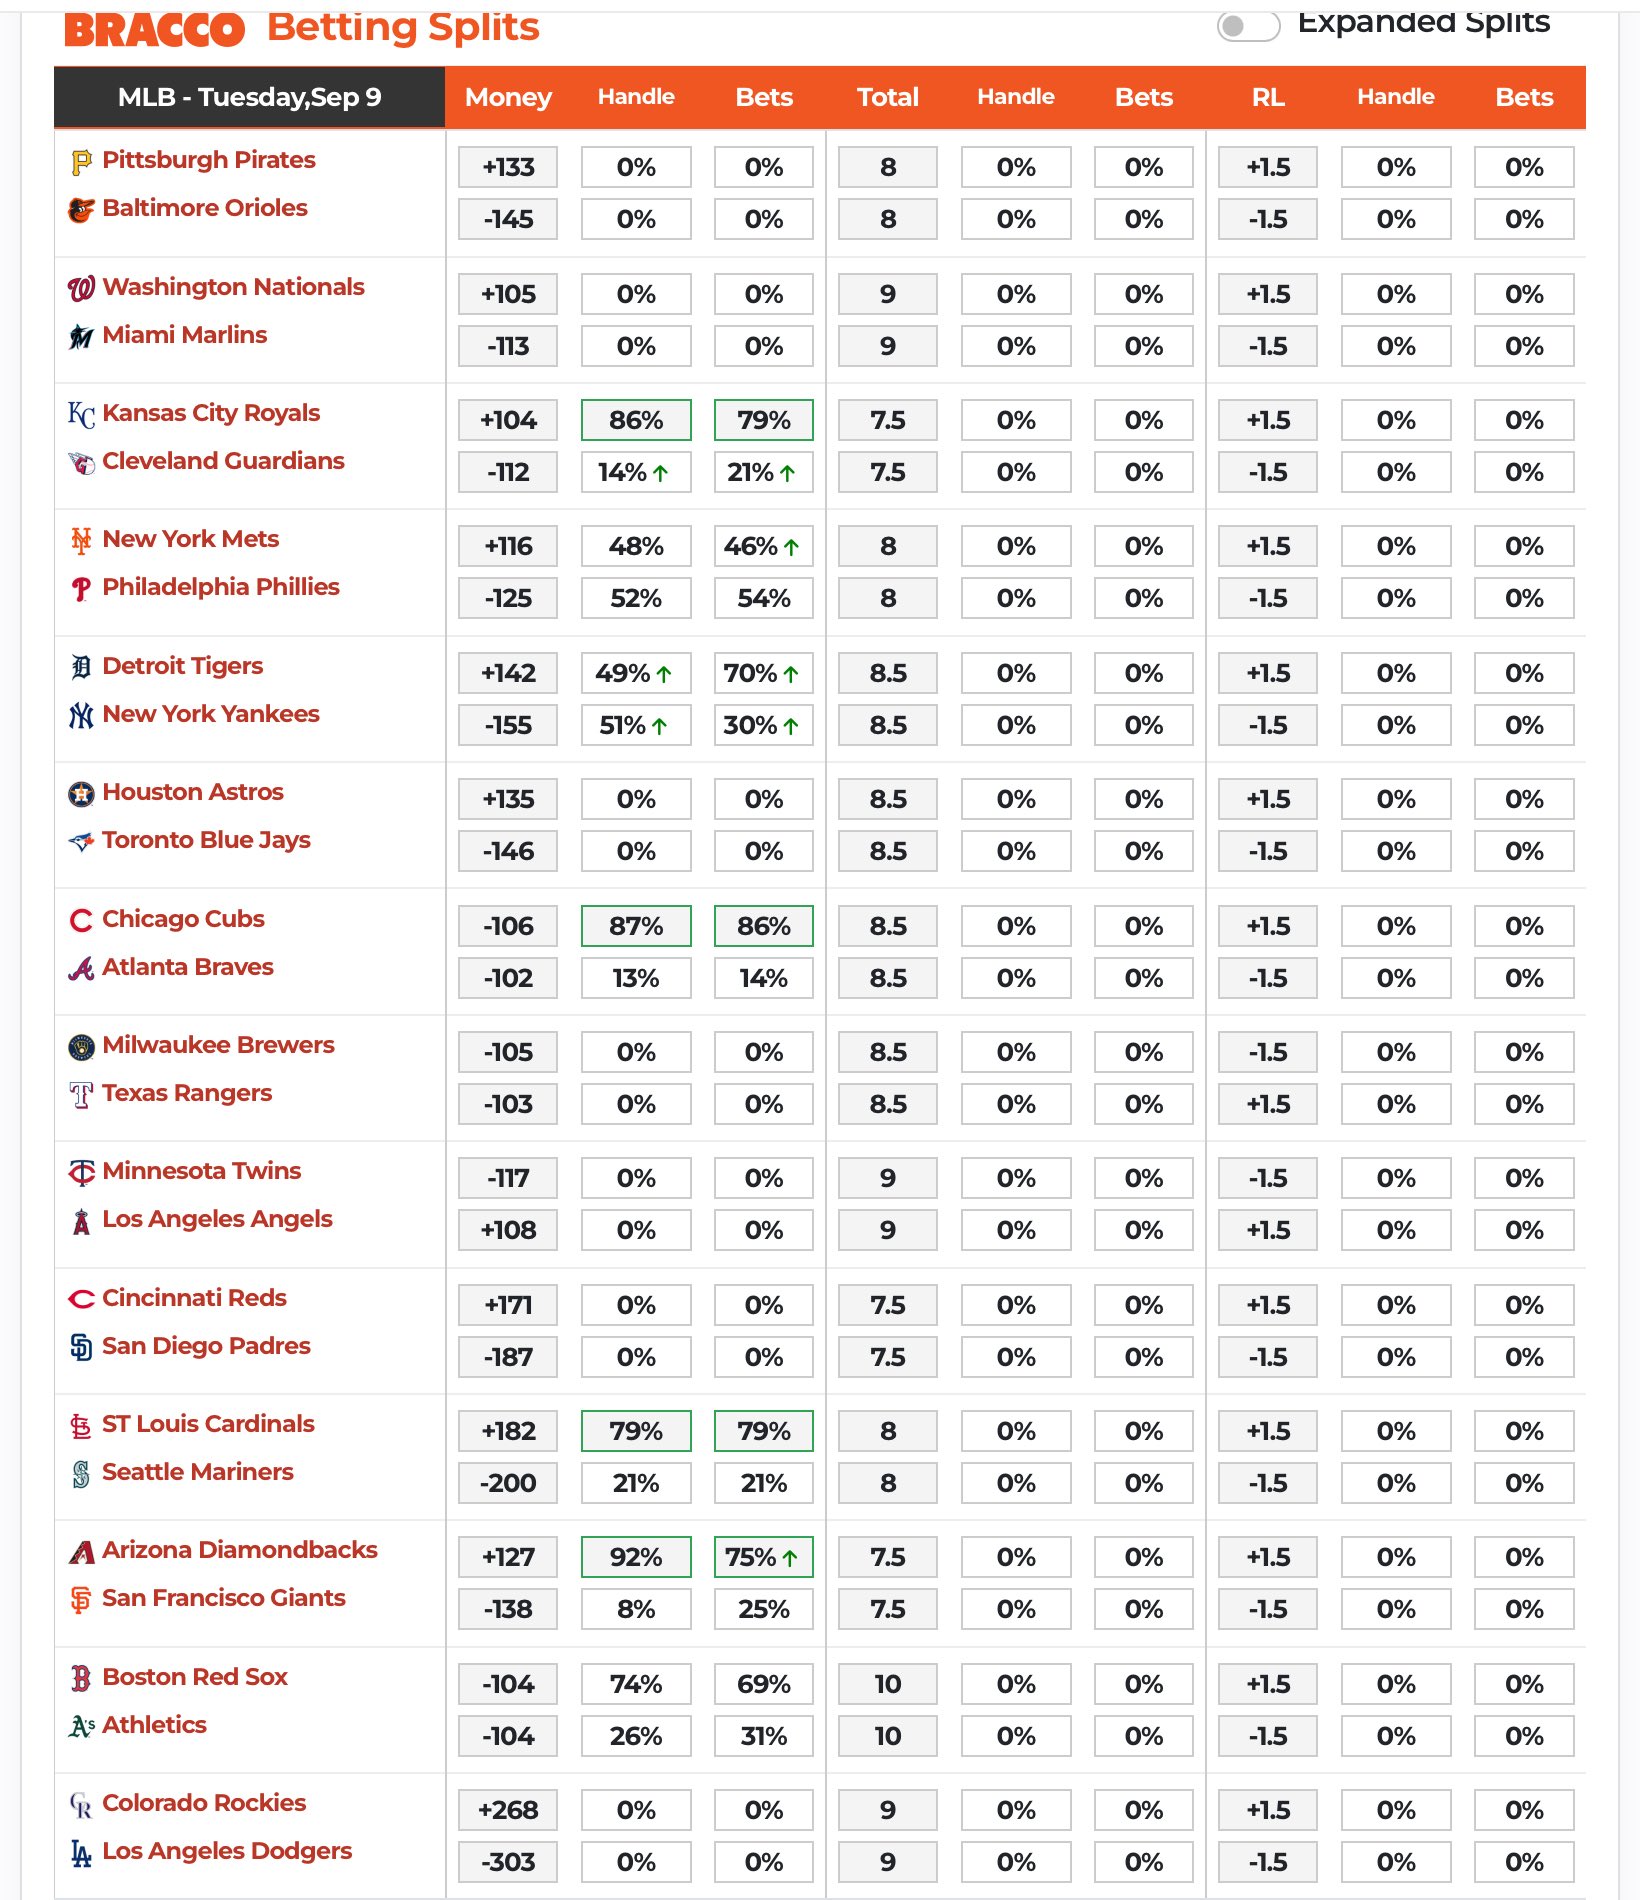 BRACCO Betting Splits Expanded Splits
MLB - Tuesday,Sep 9 Money Handle Bets Total Handle Bets RL Handle Bets
Pittsburgh Pirates +133 0% 0% 8 0% 0% +1.5 0% 0%
Baltimore Orioles -145 0% 0% 8 0% 0% -1.5 0% 0%
Washington Nationals +105 0% 0% 9 0% 0% +1.5 0% 0%
Miami Marlins -113 0% 0% 9 0% 0% -1.5 0% 0%
Kansas City Royals +104 86% 79% 7.5 0% 0% +1.5 0% 0%
Cleveland Guardians -112 14% ↑ 21% ↑ 7.5 0% 0% -1.5 0% 0%
New York Mets +116 48% 46% ↑ 8 0% 0% +1.5 0% 0%
Philadelphia Phillies -125 52% 54% 8 0% 0% -1.5 0% 0%
Detroit Tigers +142 49% ↑ 70% ↑ 8.5 0% 0% +1.5 0% 0%
New York Yankees -155 51% ↑ 30% ↑ 8.5 0% 0% -1.5 0% 0%
Houston Astros +135 0% 0% 8.5 0% 0% +1.5 0% 0%
Toronto Blue Jays -146 0% 0% 8.5 0% 0% -1.5 0% 0%
Chicago Cubs -106 87% 86% 8.5 0% 0% +1.5 0% 0%
Atlanta Braves -102 13% 14% 8.5 0% 0% -1.5 0% 0%
Milwaukee Brewers -105 0% 0% 8.5 0% 0% -1.5 0% 0%
Texas Rangers -103 0% 0% 8.5 0% 0% +1.5 0% 0%
Minnesota Twins -117 0% 0% 9 0% 0% -1.5 0% 0%
Los Angeles Angels +108 0% 0% 9 0% 0% +1.5 0% 0%
Cincinnati Reds +171 0% 0% 7.5 0% 0% +1.5 0% 0%
San Diego Padres -187 0% 0% 7.5 0% 0% -1.5 0% 0%
ST Louis Cardinals +182 79% 79% 8 0% 0% +1.5 0% 0%
Seattle Mariners -200 21% 21% 8 0% 0% -1.5 0% 0%
Arizona Diamondbacks +127 92% 75% ↑ 7.5 0% 0% +1.5 0% 0%
San Francisco Giants -138 8% 25% 7.5 0% 0% -1.5 0% 0%
Boston Red Sox -104 74% 69% 10 0% 0% +1.5 0% 0%
Athletics -104 26% 31% 10 0% 0% -1.5 0% 0%
Colorado Rockies +268 0% 0% 9 0% 0% +1.5 0% 0%
Los Angeles Dodgers -303 0% 0% 9 0% 0% -1.5 0% 0%